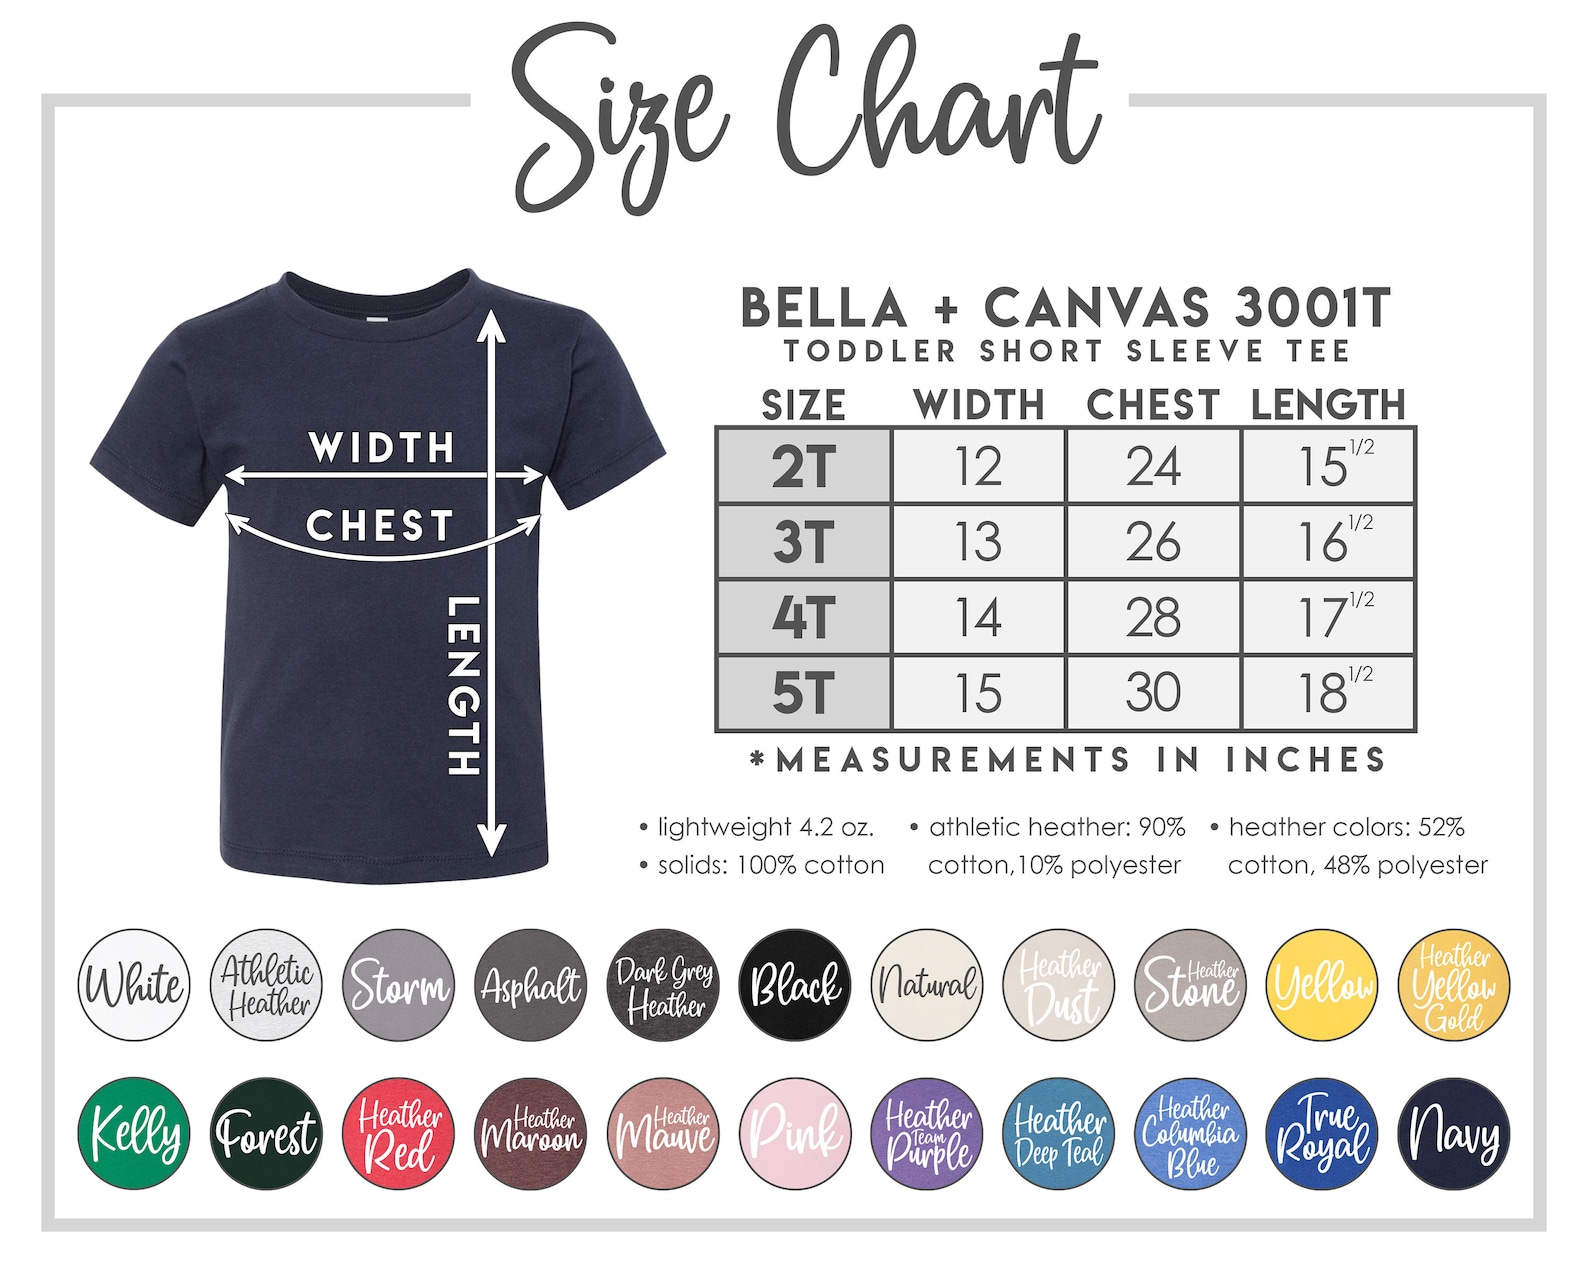 Size Chart
BELLA + CANVAS 3001T
TODDLER SHORT SLEEVE TEE
SIZE WIDTH CHEST LENGTH
2T 12 24 15 1/2
3T 13 26 16 1/2
4T 14 28 17 1/2
5T 15 30 18 1/2
*MEASUREMENTS IN INCHES
WIDTH
CHEST
LENGTH
• lightweight 4.2 oz.
• solids: 100% cotton
• athletic heather: 90%
cotton,10% polyester
• heather colors: 52%
cotton, 48% polyester
White
Athletic
Heather
Storm
Asphalt
Dark Grey
Heather
Black
Natural
Heather
Dust
Heather
Stone
Yellow
Heather
Yellow
Gold
Kelly
Forest
Heather
Red
Heather
Maroon
Heather
Mauve
Pink
Heather
Team
Purple
Heather
Deep Teal
Heather
Columbia
Blue
True
Royal
Navy